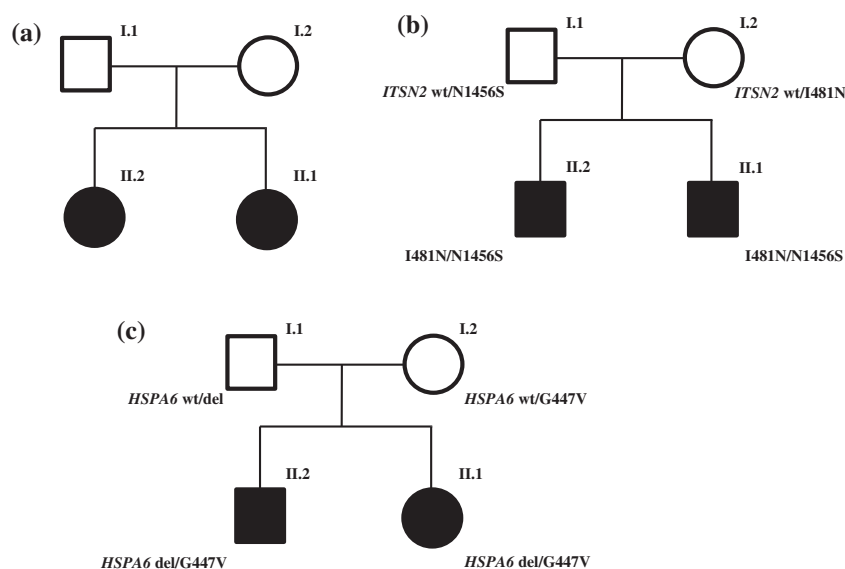 (a)
I.1
I.2
II.2
II.1
(b)
I.1
I.2
ITSN2 wt/N1456S
ITSN2 wt/I481N
II.2
II.1
I481N/N1456S
I481N/N1456S
(c)
I.1
I.2
HSPA6 wt/del
HSPA6 wt/G447V
II.2
II.1
HSPA6 del/G447V
HSPA6 del/G447V